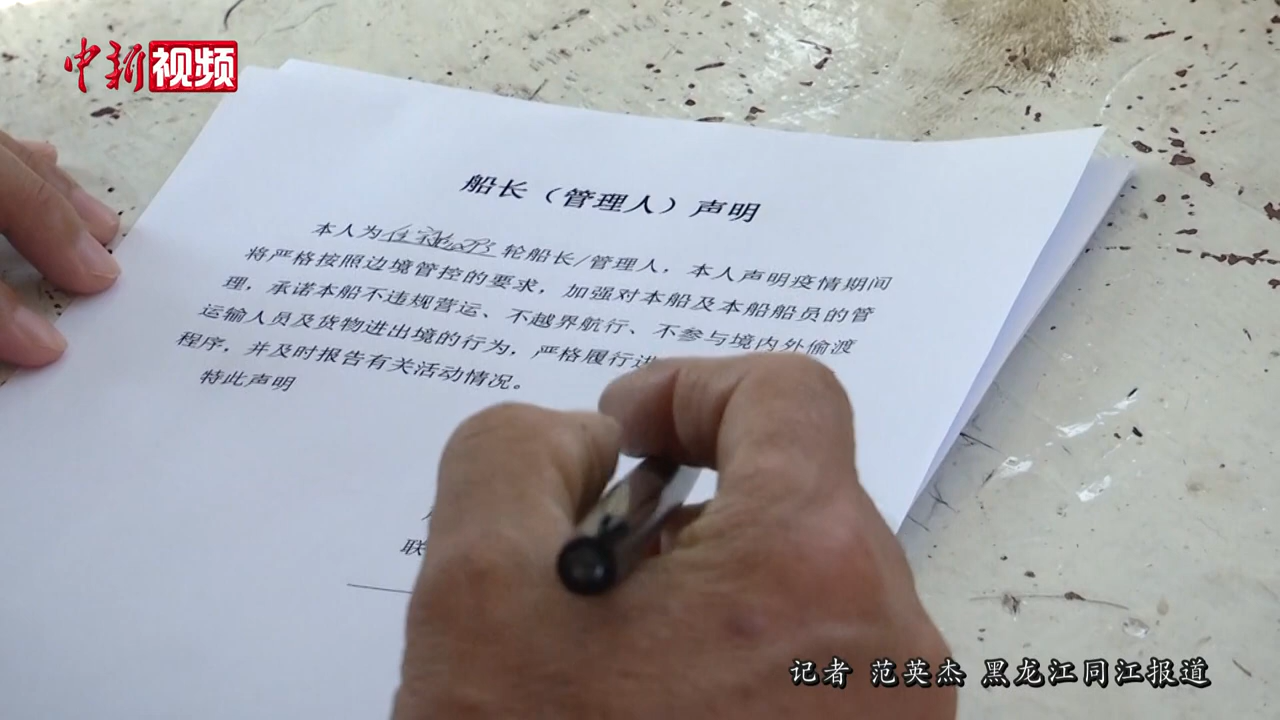 中新视频
船长（管理人）声明
本人为 轮船长/管理人，本人声明疫情期间
将严格按照边境管控的要求，加强对本船及本船船员的管
理，承诺本船不违规营运、不越界航行、不参与境内外偷渡
运输人员及货物进出境的行为，严格履行进
程序，并及时报告有关活动情况。
特此声明
联
记者 范英杰 黑龙江同江报道